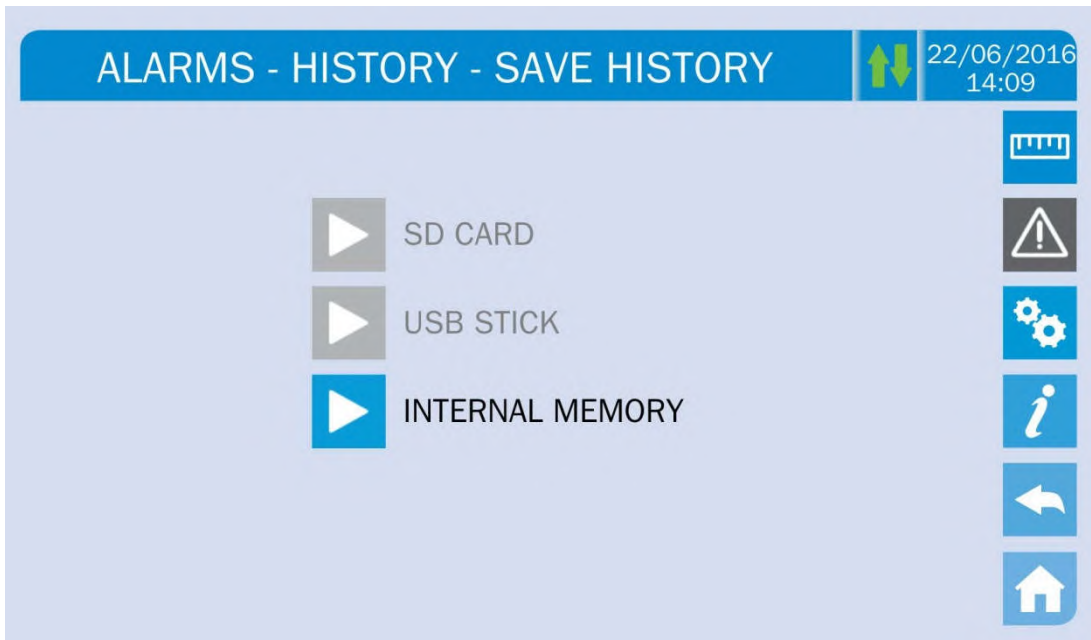 ALARMS - HISTORY - SAVE HISTORY
22/06/2016
14:09
SD CARD
USB STICK
INTERNAL MEMORY